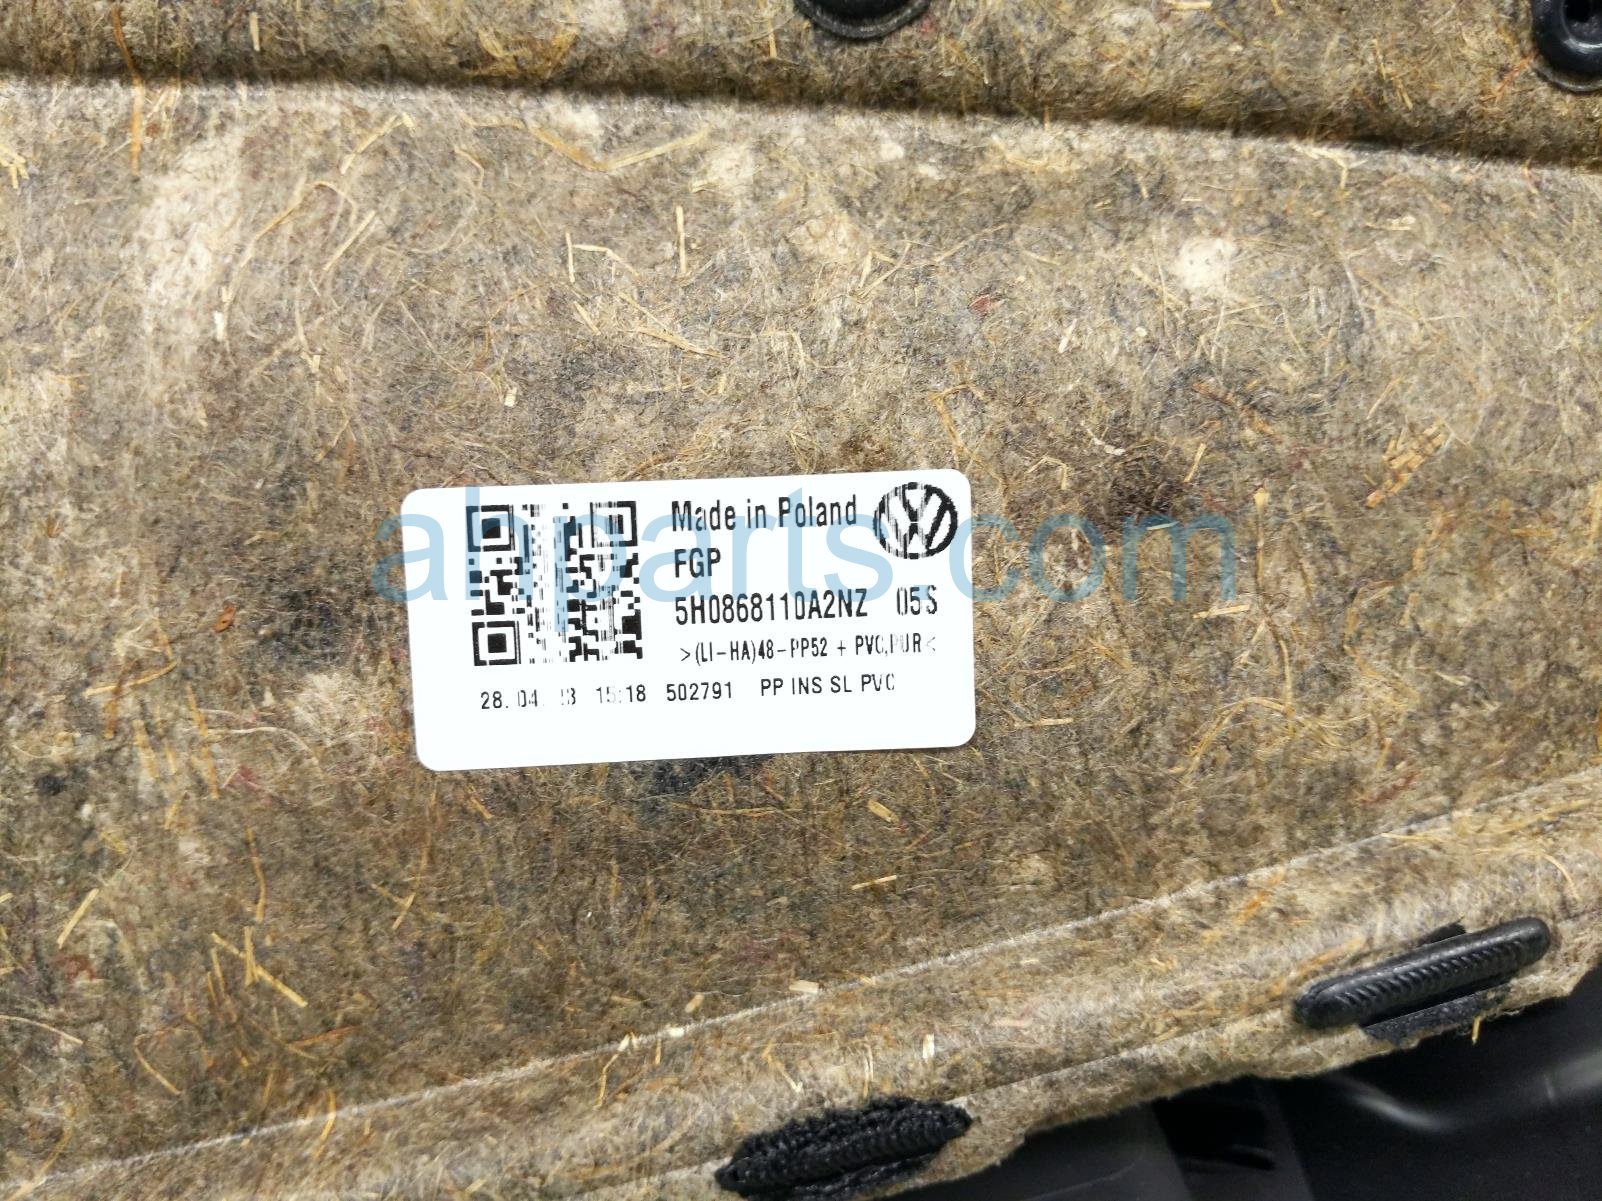 Made in Poland
FGP
5H0868110A2NZ 05S
>(LI-HA)48-PP52 + PVC,PUR<
28. 04. 15:18 502791 PP INS SL PVC
ahparts.com